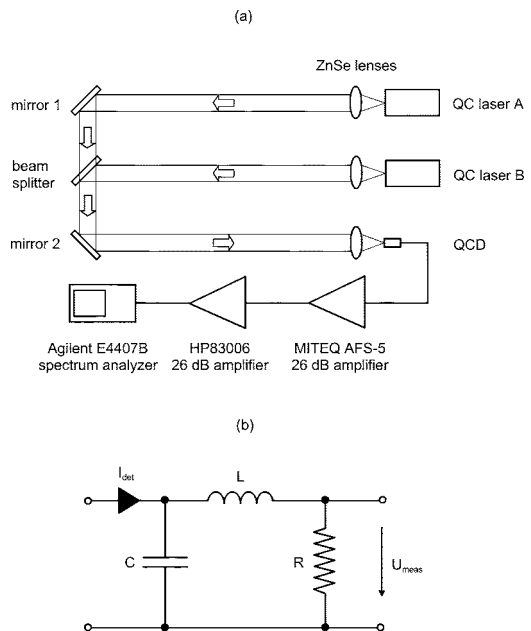 (a)
ZnSe lenses
mirror 1
QC laser A
beam
splitter
QC laser B
mirror 2
QCD
Agilent E4407B
spectrum analyzer
HP83006
26 dB amplifier
MITEQ AFS-5
26 dB amplifier
(b)
I_det
L
C
R
U_meas